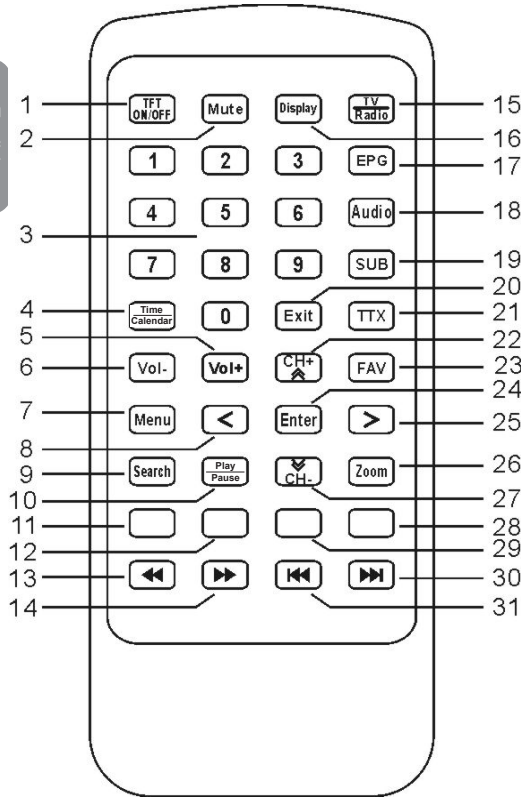 1 TFT ON/OFF Mute Display TV Radio 15
2 16
1 2 3 EPG 17
4 5 6 Audio 18
3
7 8 9 SUB 19
20
4 Time Calendar 0 Exit TTX 21
5 22
6 Vol- Vol+ CH+ FAV 23
24
7 Menu < Enter > 25
8
9 Search Play Pause CH- Zoom 26
10 27
11 28
12 29
13 30
14 31